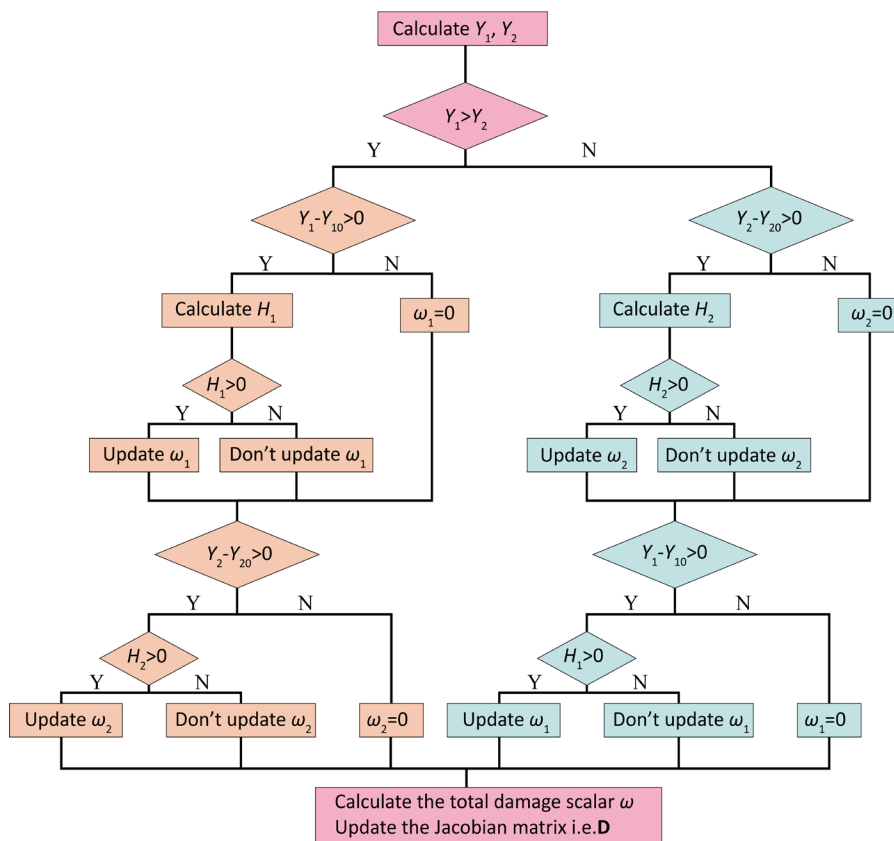 Calculate Y₁, Y₂
Y₁>Y₂
Y N
Y₁-Y₁₀>0 Y₂-Y₂₀>0
Y N Y N
Calculate H₁ ω₁=0 Calculate H₂ ω₂=0
H₁>0 H₂>0
Y N Y N
Update ω₁ Don’t update ω₁ Update ω₂ Don’t update ω₂
Y₂-Y₂₀>0 Y₁-Y₁₀>0
Y N Y N
H₂>0 H₁>0
Y N Y N
Update ω₂ Don’t update ω₂ ω₂=0 Update ω₁ Don’t update ω₁ ω₁=0
Calculate the total damage scalar ω
Update the Jacobian matrix i.e.D